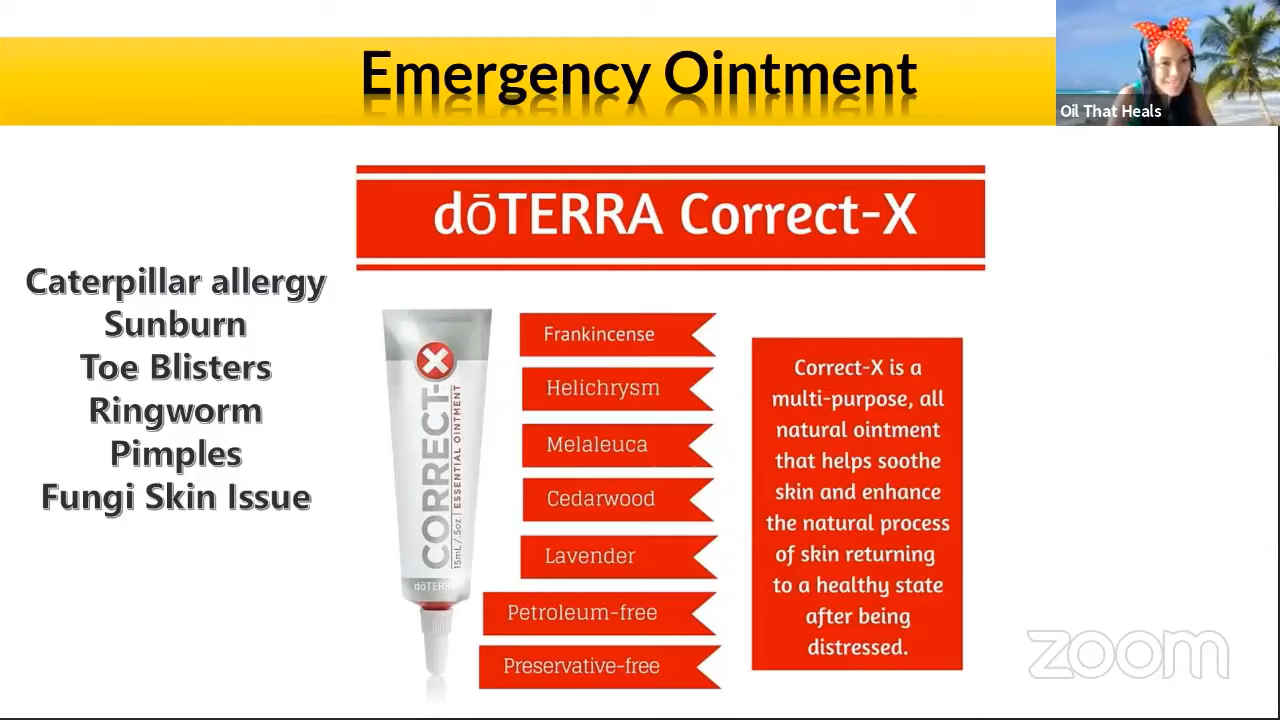 Emergency Ointment
Oil That Heals
dōTERRA Correct-X
Caterpillar allergy
Sunburn
Toe Blisters
Ringworm
Pimples
Fungi Skin Issue
CORRECT-X
15mL/.5oz | ESSENTIAL OINTMENT
dōTERRA
Frankincense
Helichrysm
Melaleuca
Cedarwood
Lavender
Petroleum-free
Preservative-free
Correct-X is a
multi-purpose, all
natural ointment
that helps soothe
skin and enhance
the natural process
of skin returning
to a healthy state
after being
distressed.
zoom